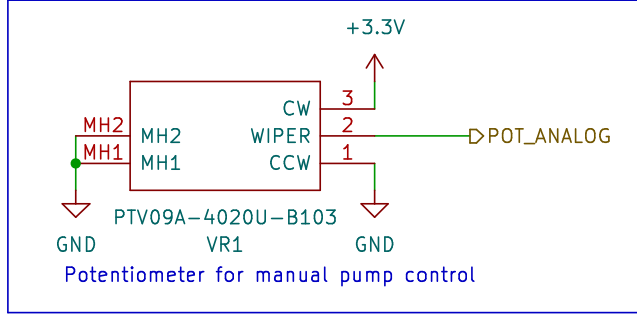 +3.3V
CW 3
MH2 MH2 WIPER 2 POT_ANALOG
MH1 MH1 CCW 1
PTV09A-4020U-B103
GND VR1 GND
Potentiometer for manual pump control